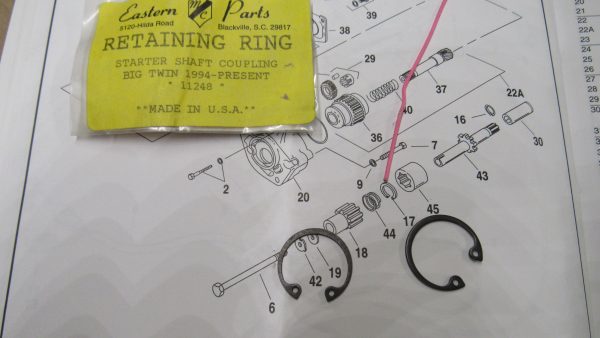 Eastern M/C Parts
5120-Hilda Road Blackville, S.C. 29817
RETAINING RING
STARTER SHAFT COUPLING
BIG TWIN 1994-PRESENT
* 11248 *
**MADE IN U.S.A.**
38
39
29
37
40
36
22A
16
30
7
9
43
2
20
45
17
44
18
19
42
6
20
21
22
22A
28